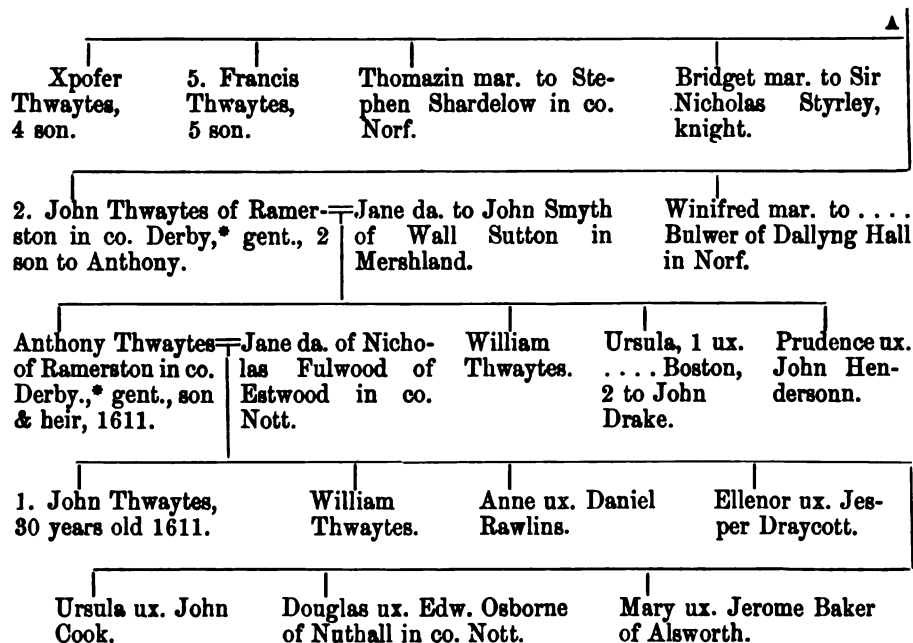 A
Xpofer
Thwaytes,
4 son.
5. Francis
Thwaytes,
5 son.
Thomazin mar. to Ste-
phen Shardelow in co.
Norf.
Bridget mar. to Sir
Nicholas Styrley,
knight.
2. John Thwaytes of Ramer-
ston in co. Derby,* gent., 2
son to Anthony.
Jane da. to John Smyth
of Wall Sutton in
Mershland.
Winifred mar. to . . . .
Bulwer of Dallyng Hall
in Norf.
Anthony Thwaytes
of Ramerston in co.
Derby.,* gent., son
& heir, 1611.
Jane da. of Nicho-
las Fulwood of
Estwood in co.
Nott.
William
Thwaytes.
Ursula, 1 ux.
. . . . Boston,
2 to John
Drake.
Prudence ux.
John Hen-
dersonn.
1. John Thwaytes,
30 years old 1611.
William
Thwaytes.
Anne ux. Daniel
Rawlins.
Ellenor ux. Jes-
per Draycott.
Ursula ux. John
Cook.
Douglas ux. Edw. Osborne
of Nuthall in co. Nott.
Mary ux. Jerome Baker
of Alsworth.